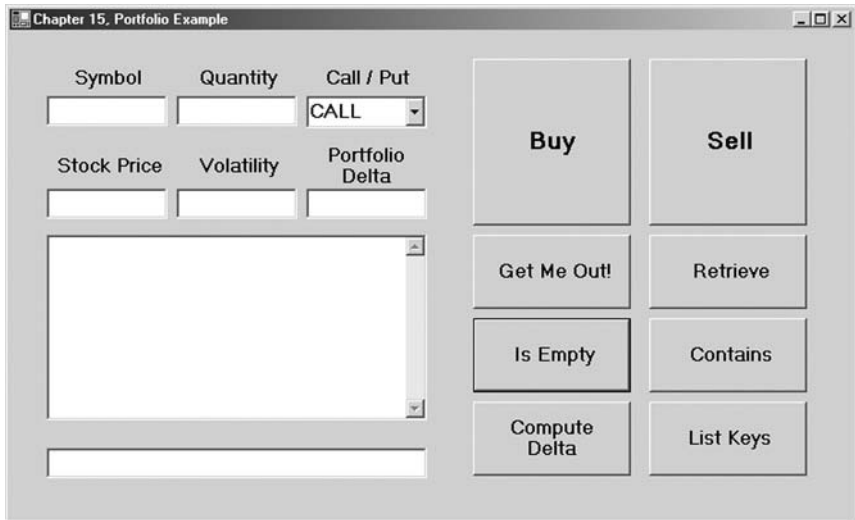 Chapter 15, Portfolio Example
Symbol
Quantity
Call / Put
CALL
Stock Price
Volatility
Portfolio
Delta
Buy
Sell
Get Me Out!
Retrieve
Is Empty
Contains
Compute
Delta
List Keys